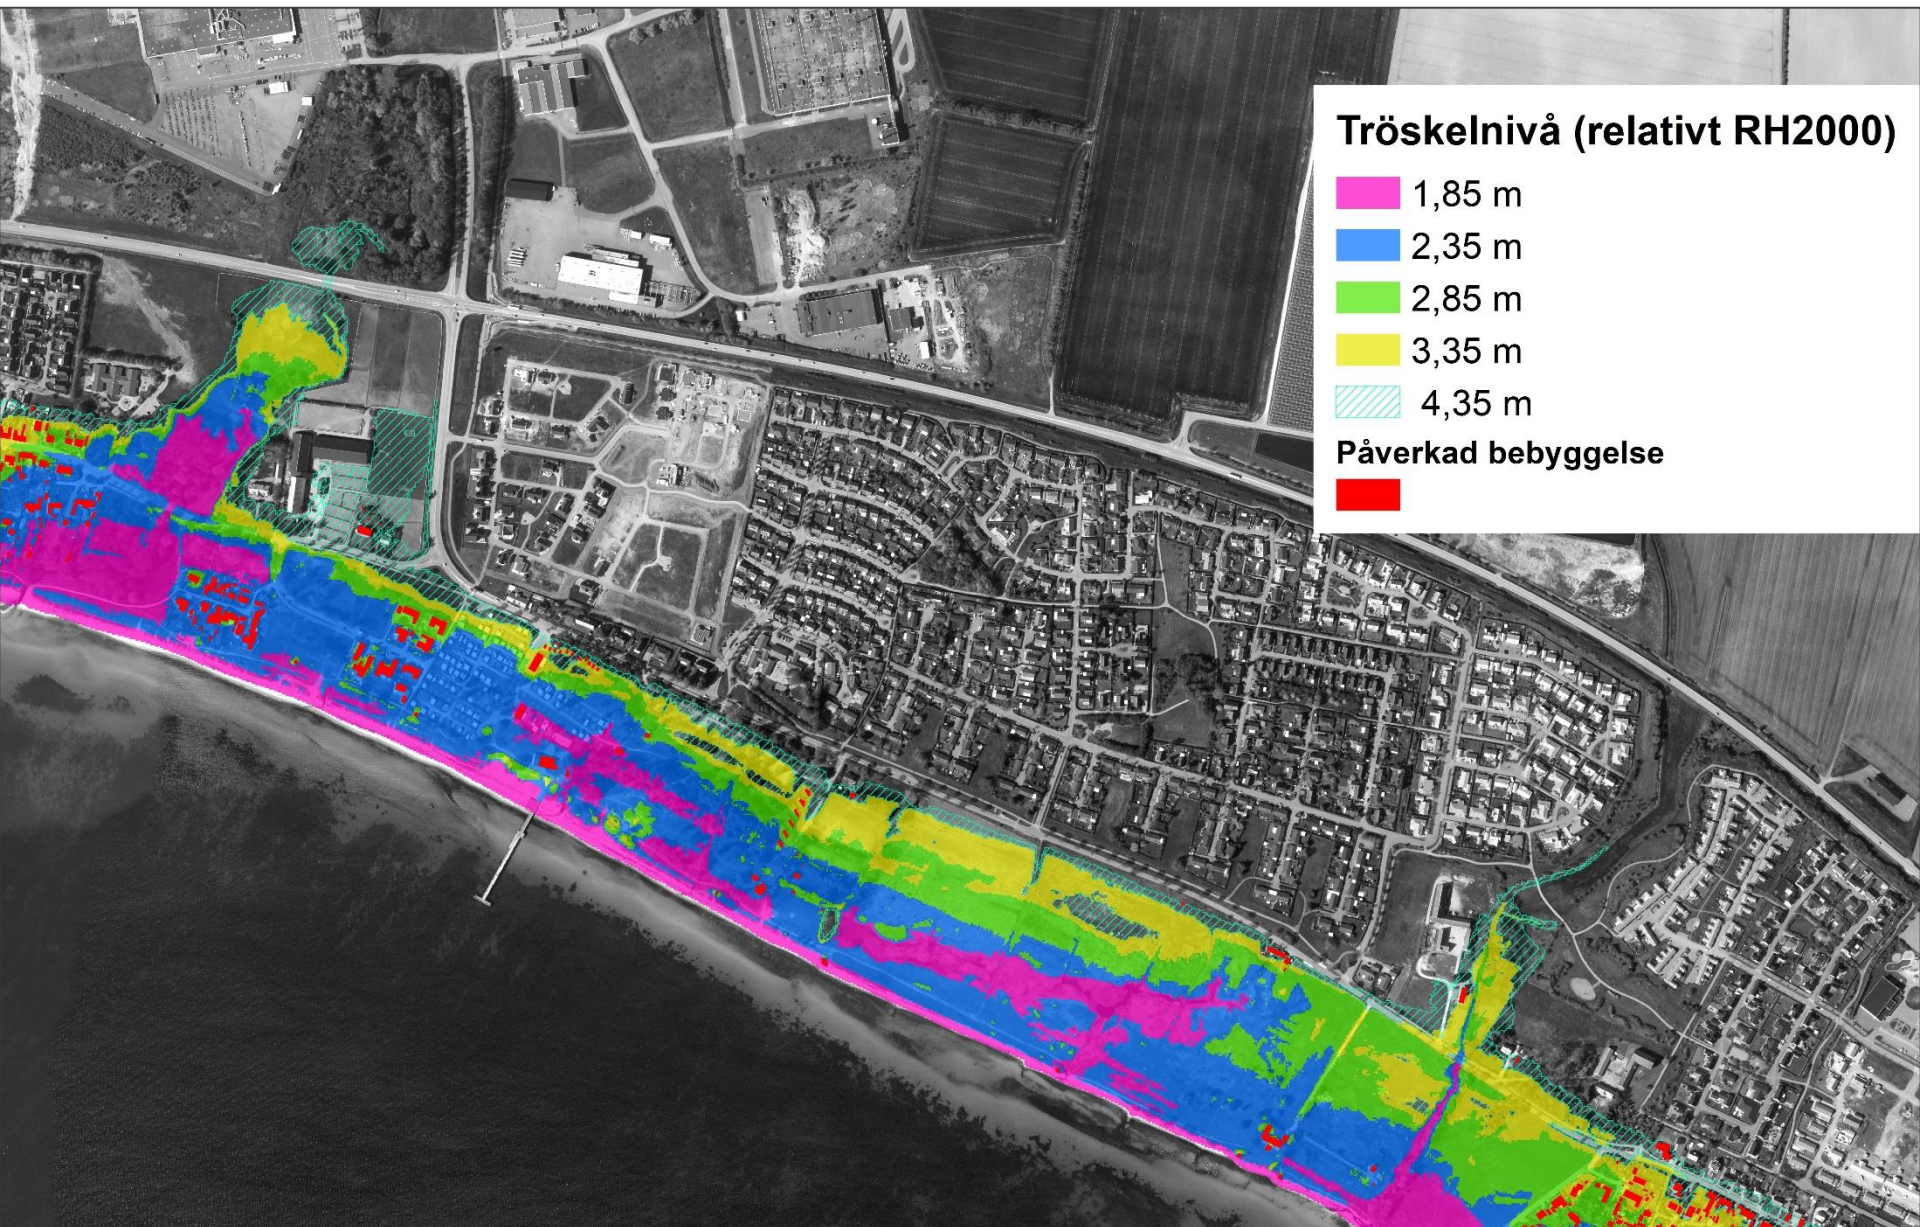 Tröskelnivå (relativt RH2000)
1,85 m
2,35 m
2,85 m
3,35 m
4,35 m
Påverkad bebyggelse